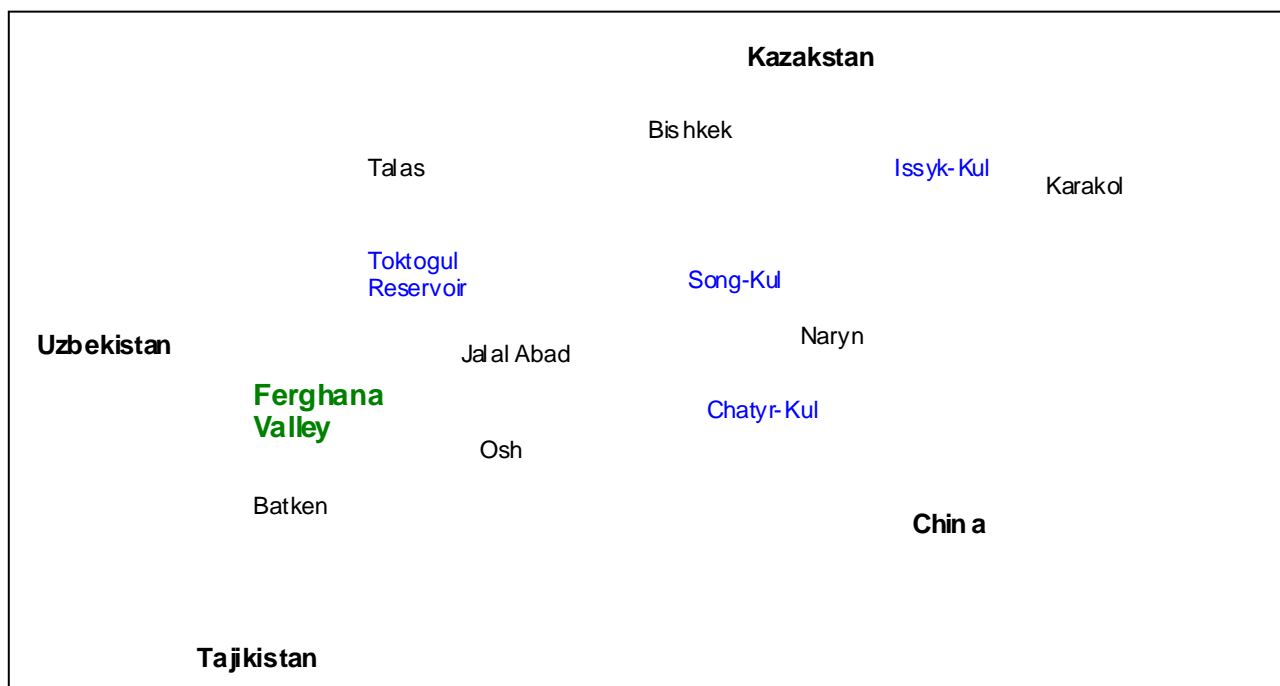 Kazakstan
Bishkek
Talas
Issyk-Kul
Karakol
Toktogul
Reservoir
Song-Kul
Uzbekistan
Naryn
Jalal Abad
Ferghana
Valley
Chatyr-Kul
Osh
Batken
China
Tajikistan